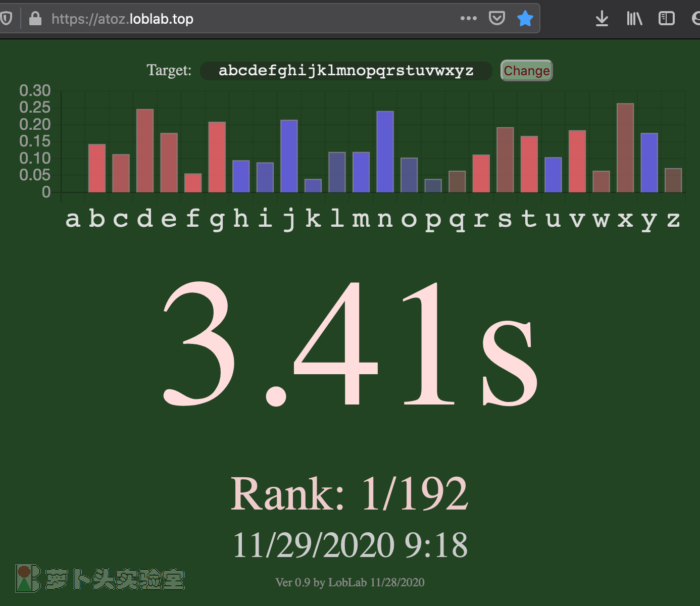 https://atoz.loblab.top
Target: abcdefghijklmnopqrstuvwxyz Change
0.30
0.25
0.20
0.15
0.10
0.05
0
a b c d e f g h i j k l m n o p q r s t u v w x y z
3.41s
Rank: 1/192
11/29/2020 9:18
萝卜头实验室
Ver 0.9 by LobLab 11/28/2020